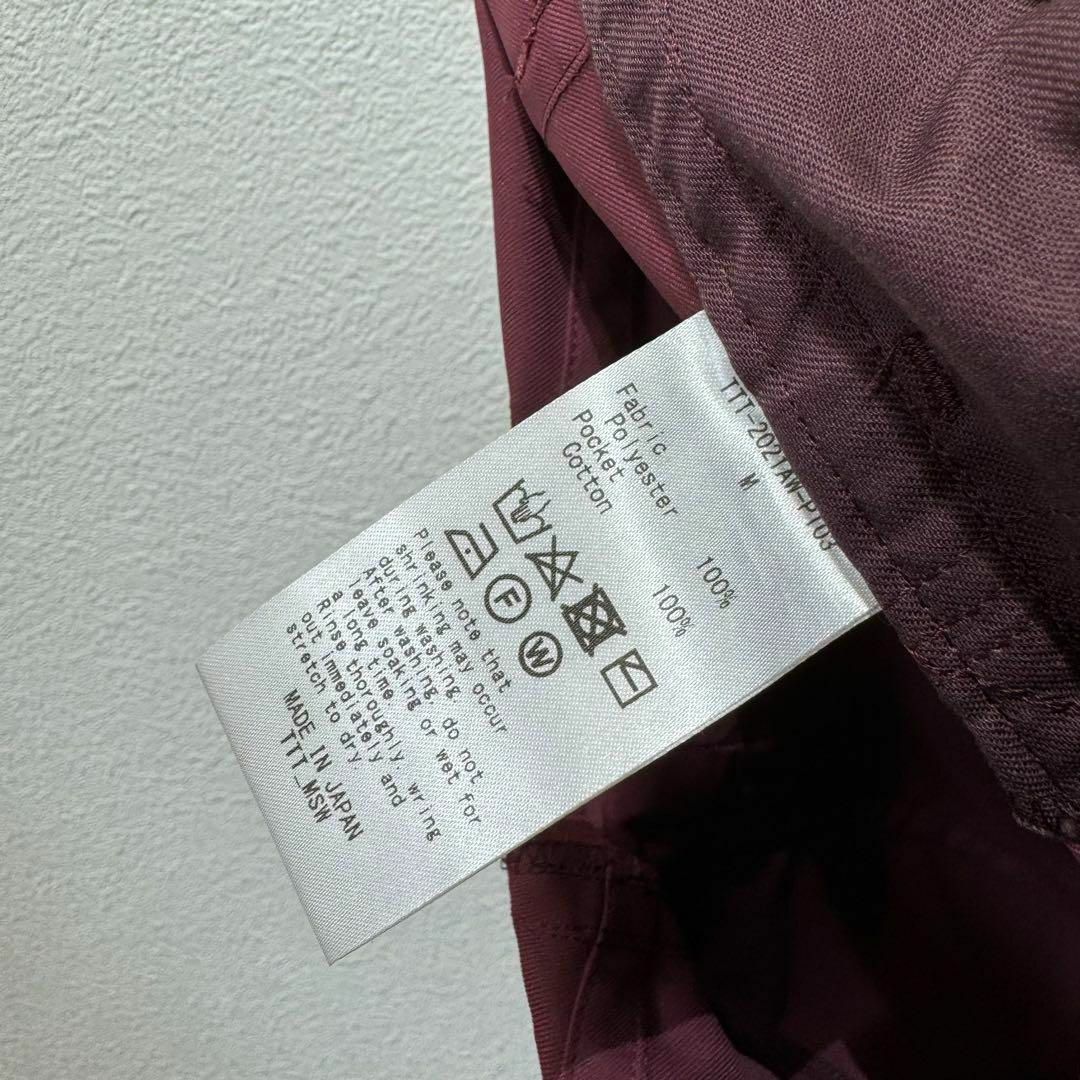 TTT-2021AW-PT03
M
Fabric
Polyester 100%
Pocket
Cotton 100%
F
W
Please note that
shrinking may occur
during washing.
After washing, do not
leave soaking or wet for
a long time.
Rinse thoroughly, wring
out immediately and
stretch to dry.
MADE IN JAPAN
TTT_MSW